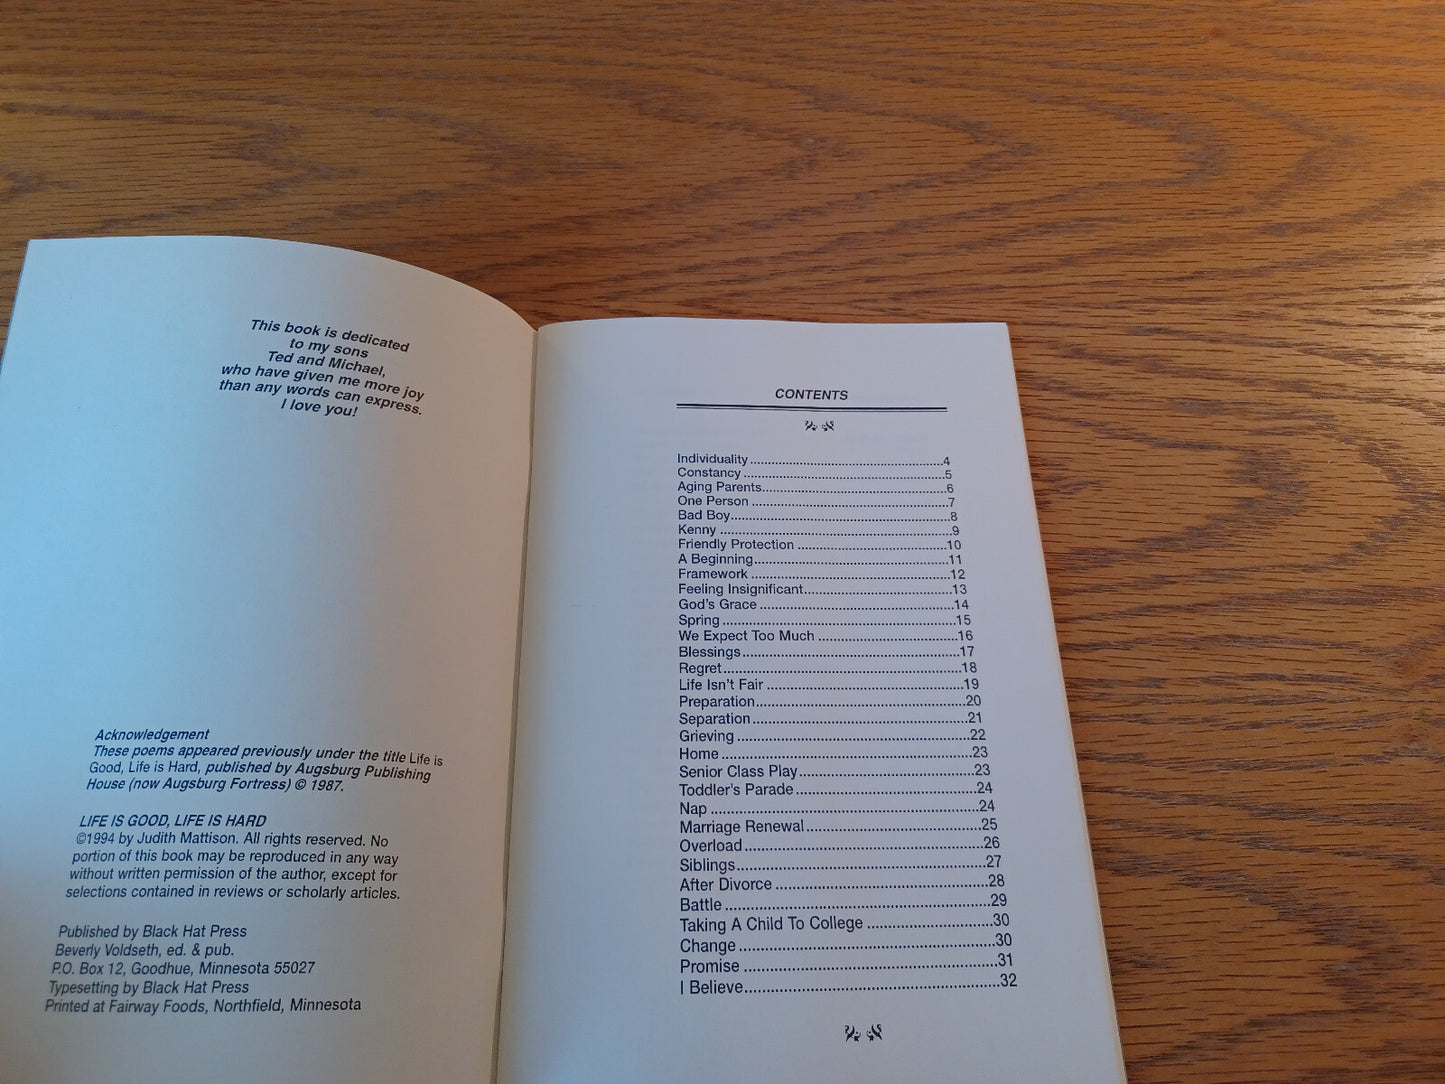 This book is dedicated
to my sons
Ted and Michael,
who have given me more joy
than any words can express.
I love you!
Acknowledgement
These poems appeared previously under the title Life is
Good, Life is Hard, published by Augsburg Publishing
House (now Augsburg Fortress) © 1987.
LIFE IS GOOD, LIFE IS HARD
©1994 by Judith Mattison. All rights reserved. No
portion of this book may be reproduced in any way
without written permission of the author, except for
selections contained in reviews or scholarly articles.
Published by Black Hat Press
Beverly Voldseth, ed. & pub.
P.O. Box 12, Goodhue, Minnesota 55027
Typesetting by Black Hat Press
Printed at Fairway Foods, Northfield, Minnesota
CONTENTS
Individuality 4
Constancy 5
Aging Parents 6
One Person 7
Bad Boy 8
Kenny 9
Friendly Protection 10
A Beginning 11
Framework 12
Feeling Insignificant 13
God's Grace 14
Spring 15
We Expect Too Much 16
Blessings 17
Regret 18
Life Isn't Fair 19
Preparation 20
Separation 21
Grieving 22
Home 23
Senior Class Play 23
Toddler's Parade 24
Nap 24
Marriage Renewal 25
Overload 26
Siblings 27
After Divorce 28
Battle 29
Taking A Child To College 30
Change 30
Promise 31
I Believe 32